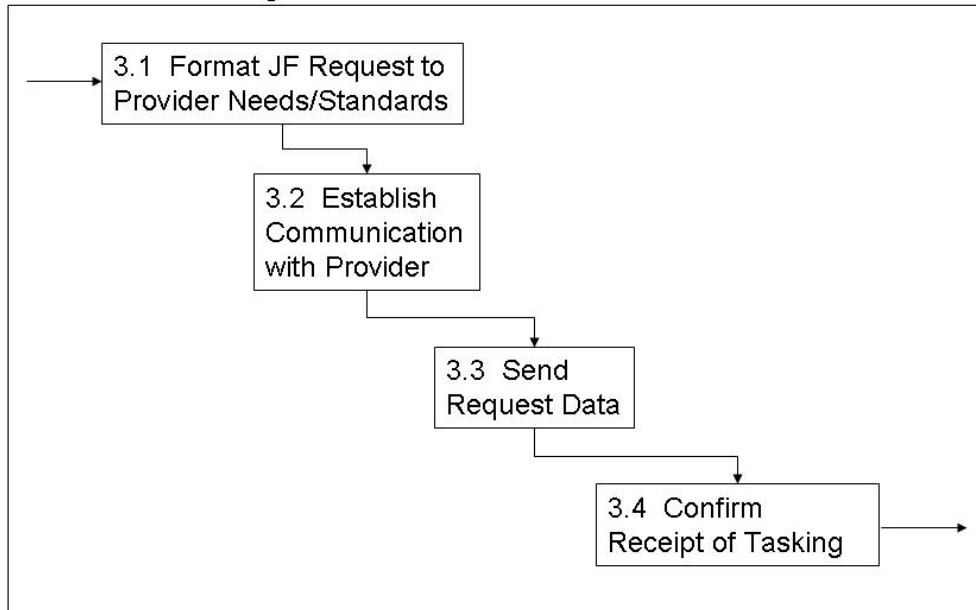 3.1 Format JF Request to
Provider Needs/Standards
3.2 Establish
Communication
with Provider
3.3 Send
Request Data
3.4 Confirm
Receipt of Tasking